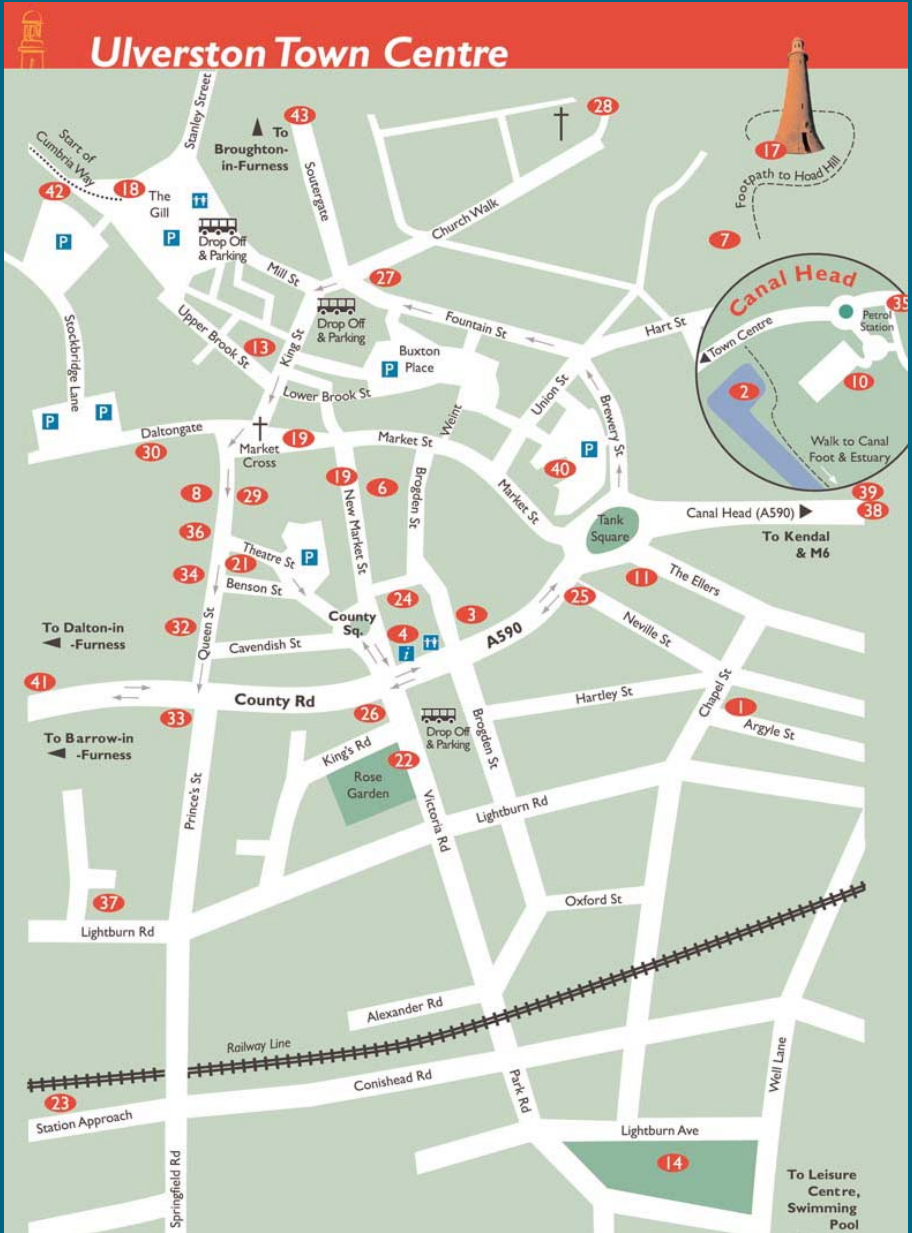 Ulverston Town Centre
Stanley Street
43
28
To
Broughton-
in-Furness
Start of
Cumbria Way
17
Footpath to Hoad Hill
42
18
The
Gill
Soutergate
P
P
Drop Off
& Parking
Church Walk
7
Mill St
27
Canal Head
35
Petrol
Station
Town Centre
Drop Off
& Parking
Fountain St
Hart St
Stockbridge Lane
Upper Brook St
13
King St
Buxton
Place
P
2
10
Lower Brook St
Union St
Brewery St
Weint
P
P
Daltongate
30
Market
Cross
19
Market St
Walk to Canal
Foot & Estuary
40
P
8
29
19
6
New Market St
Brogden St
Market St
39
38
Canal Head (A590)
To Kendal
& M6
Tank
Square
36
Theatre St
P
21
34
Benson St
11
The Ellers
25
24
3
County
Sq.
4
i
A590
Neville St
To Dalton-in
-Furness
32
Queen St
Cavendish St
41
County Rd
33
26
Drop Off
& Parking
Brogden St
Hartley St
Chapel St
1
Argyle St
To Barrow-in
-Furness
King's Rd
22
Rose
Garden
Prince's St
Victoria Rd
Lightburn Rd
37
Lightburn Rd
Oxford St
Alexander Rd
Railway Line
Conishead Rd
23
Station Approach
Park Rd
Well Lane
Springfield Rd
Lightburn Ave
14
To Leisure
Centre,
Swimming
Pool